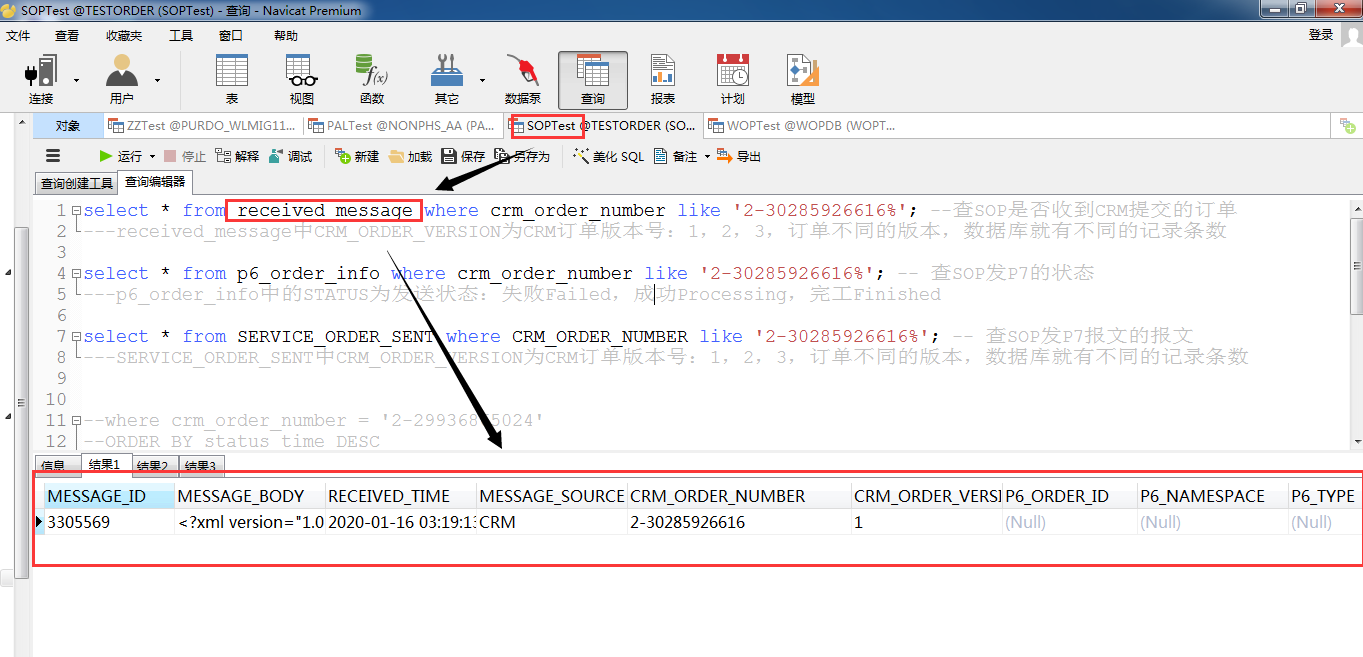 SOPTest @TESTORDER (SOPTest) - 查询 - Navicat Premium
文件 查看 收藏夹 工具 窗口 帮助 登录
连接 用户 表 视图 函数 其它 数据泵 查询 报表 计划 模型
对象 ZZTest @PURDO_WLMIG11... PALTest @NONPHS_AA (PA... SOPTest @TESTORDER (SO... WOPTest @WOPDB (WOPT...
运行 停止 解释 调试 新建 加载 保存 另存为 美化 SQL 备注 导出
查询创建工具 查询编辑器
1 select * from received_message where crm_order_number like '2-30285926616%'; --查SOP是否收到CRM提交的订单
2 ---received_message中CRM_ORDER_VERSION为CRM订单版本号：1，2，3，订单不同的版本，数据库就有不同的记录条数
3
4 select * from p6_order_info where crm_order_number like '2-30285926616%'; -- 查SOP发P7的状态
5 ---p6_order_info中的STATUS为发送状态：失败Failed，成功Processing，完工Finished
6
7 select * from SERVICE_ORDER_SENT where CRM_ORDER_NUMBER like '2-30285926616%'; -- 查SOP发P7报文的报文
8 ---SERVICE_ORDER_SENT中CRM_ORDER_VERSION为CRM订单版本号：1，2，3，订单不同的版本，数据库就有不同的记录条数
9
10
11 --where crm_order_number = '2-29936 5024'
12 --ORDER BY status_time DESC
信息 结果1 结果2 结果3
MESSAGE_ID MESSAGE_BODY RECEIVED_TIME MESSAGE_SOURCE CRM_ORDER_NUMBER CRM_ORDER_VERSI P6_ORDER_ID P6_NAMESPACE P6_TYPE
3305569 <?xml version="1.0 2020-01-16 03:19:13 CRM 2-30285926616 1 (Null) (Null) (Null)